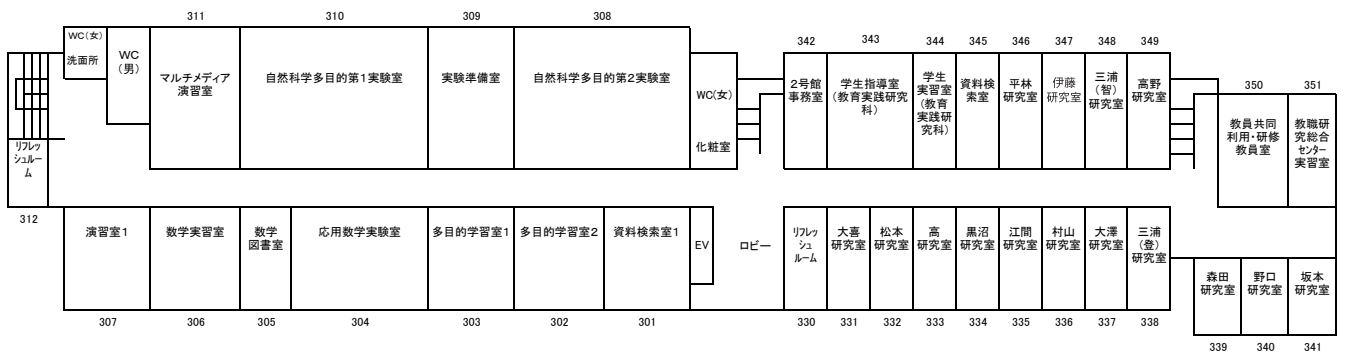 311
310
309
308
342
343
344
345
346
347
348
349
350
351
WC(女)
洗面所
WC
(男)
マルチメディア
演習室
自然科学多目的第1実験室
実験準備室
自然科学多目的第2実験室
WC(女)
化粧室
2号館
事務室
学生指導室
(教育実践研究
科)
学生
実習室
(教育
実践研
究科)
資料検
索室
平林
研究室
伊藤
研究室
三浦
(智)
研究室
高野
研究室
教員共同
利用・研修
教員室
教職研
究総合
センター
実習室
リフレッ
シュルー
ム
312
演習室1
数学実習室
数学
図書室
応用数学実験室
多目的学習室1
多目的学習室2
資料検索室1
EV
ロビー
リフレッ
シュ
ルーム
大喜
研究室
松本
研究室
高
研究室
黒沼
研究室
江間
研究室
村山
研究室
大澤
研究室
三浦
(登)
研究室
森田
研究室
野口
研究室
坂本
研究室
307
306
305
304
303
302
301
330
331
332
333
334
335
336
337
338
339
340
341